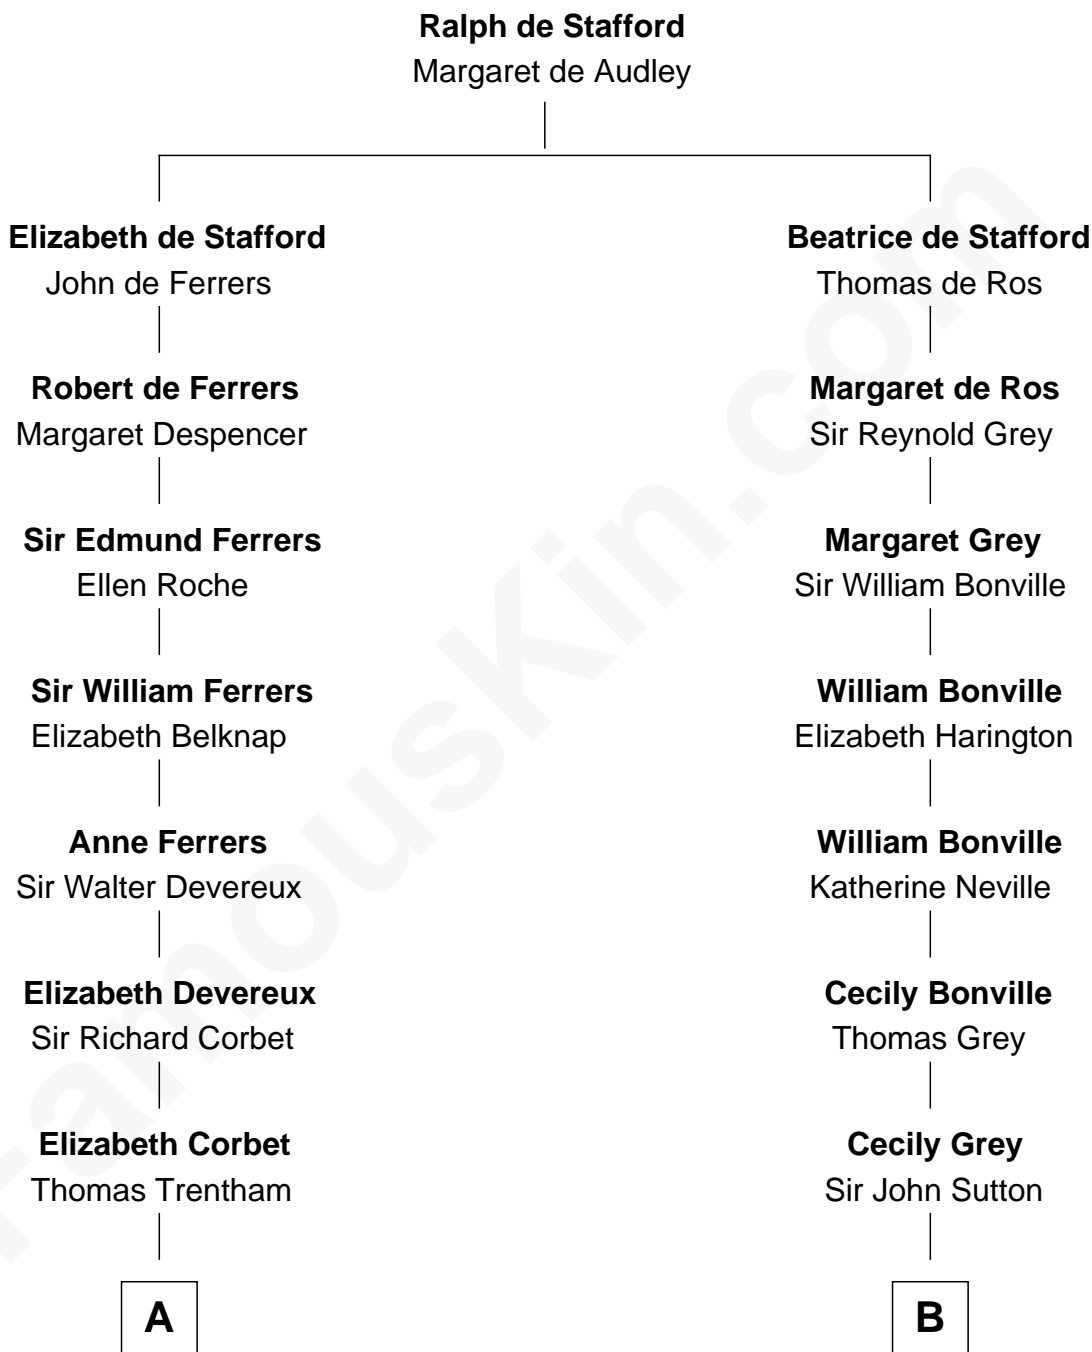 Ralph de Stafford
Margaret de Audley
Elizabeth de Stafford
John de Ferrers
Beatrice de Stafford
Thomas de Ros
Robert de Ferrers
Margaret Despencer
Margaret de Ros
Sir Reynold Grey
Sir Edmund Ferrers
Ellen Roche
Margaret Grey
Sir William Bonville
Sir William Ferrers
Elizabeth Belknap
William Bonville
Elizabeth Harington
Anne Ferrers
Sir Walter Devereux
William Bonville
Katherine Neville
Elizabeth Devereux
Sir Richard Corbet
Cecily Bonville
Thomas Grey
Elizabeth Corbet
Thomas Trentham
Cecily Grey
Sir John Sutton
A
B
FamousKin.com